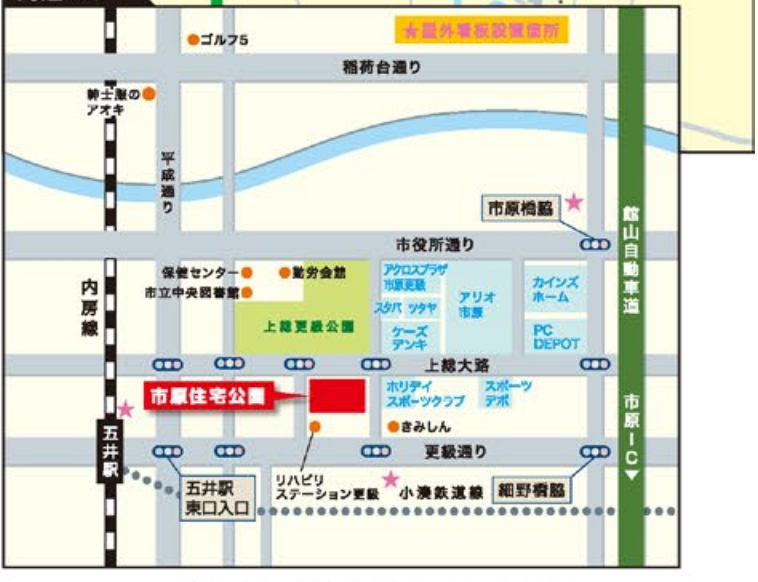 ゴルフ5
★屋外看板設置箇所
稲荷台通り
紳士服の
アオキ
平成通り
市原橋脇
館山自動車道
市役所通り
保健センター
勤労会館
市立中央図書館
上総更級公園
アクロスプラザ
市原更級
スタバ
ツタヤ
ケーズ
デンキ
アリオ
市原
カインズ
ホーム
PC
DEPOT
内房線
上総大路
市原住宅公園
ホリデイ
スポーツクラブ
スポーツ
デポ
市原IC▼
五井駅
きみしん
更級通り
五井駅
東口入口
リハビリ
ステーション更級
小湊鉄道線
細野橋脇